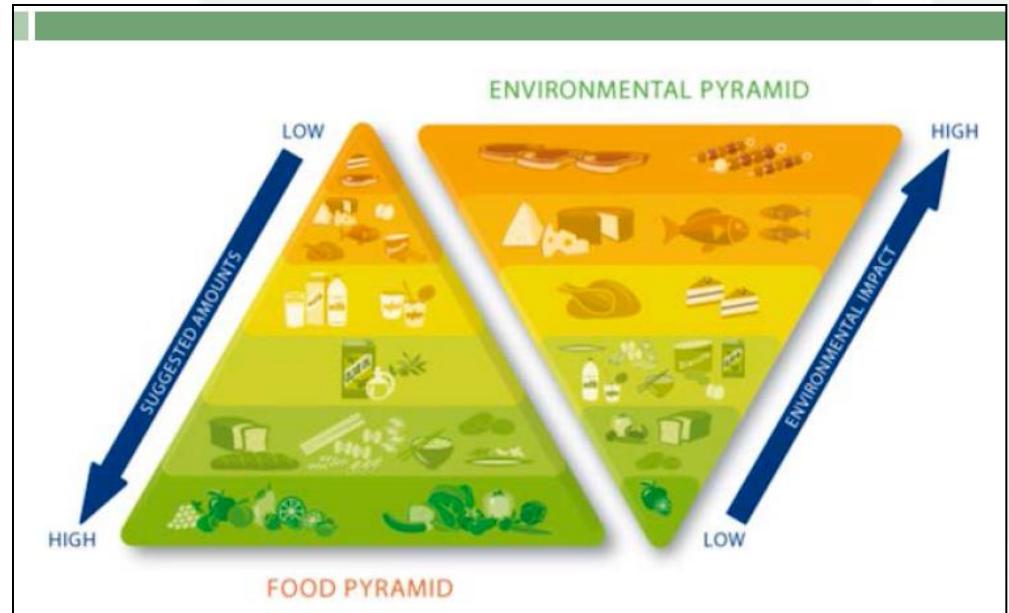 ENVIRONMENTAL PYRAMID
LOW
HIGH
SUGGESTED AMOUNTS
ENVIRONMENTAL IMPACT
HIGH
LOW
FOOD PYRAMID